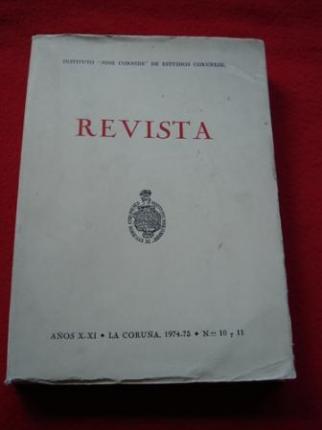 INSTITUTO "JOSE CORNIDE" DE ESTUDIOS CORUÑESES
REVISTA
AÑOS X-XI • LA CORUÑA, 1974-75 • N.os 10 y 11